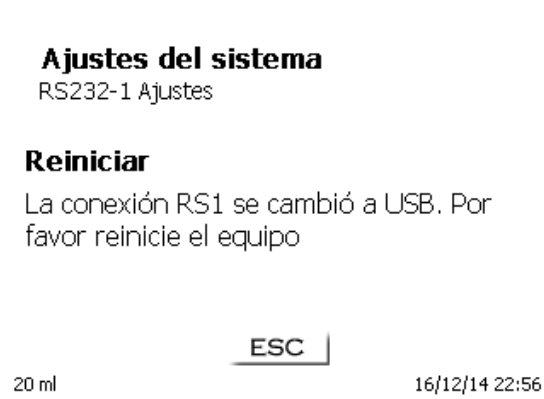 Ajustes del sistema
RS232-1 Ajustes
Reiniciar
La conexión RS1 se cambió a USB. Por
favor reinicie el equipo
ESC
20 ml
16/12/14 22:56